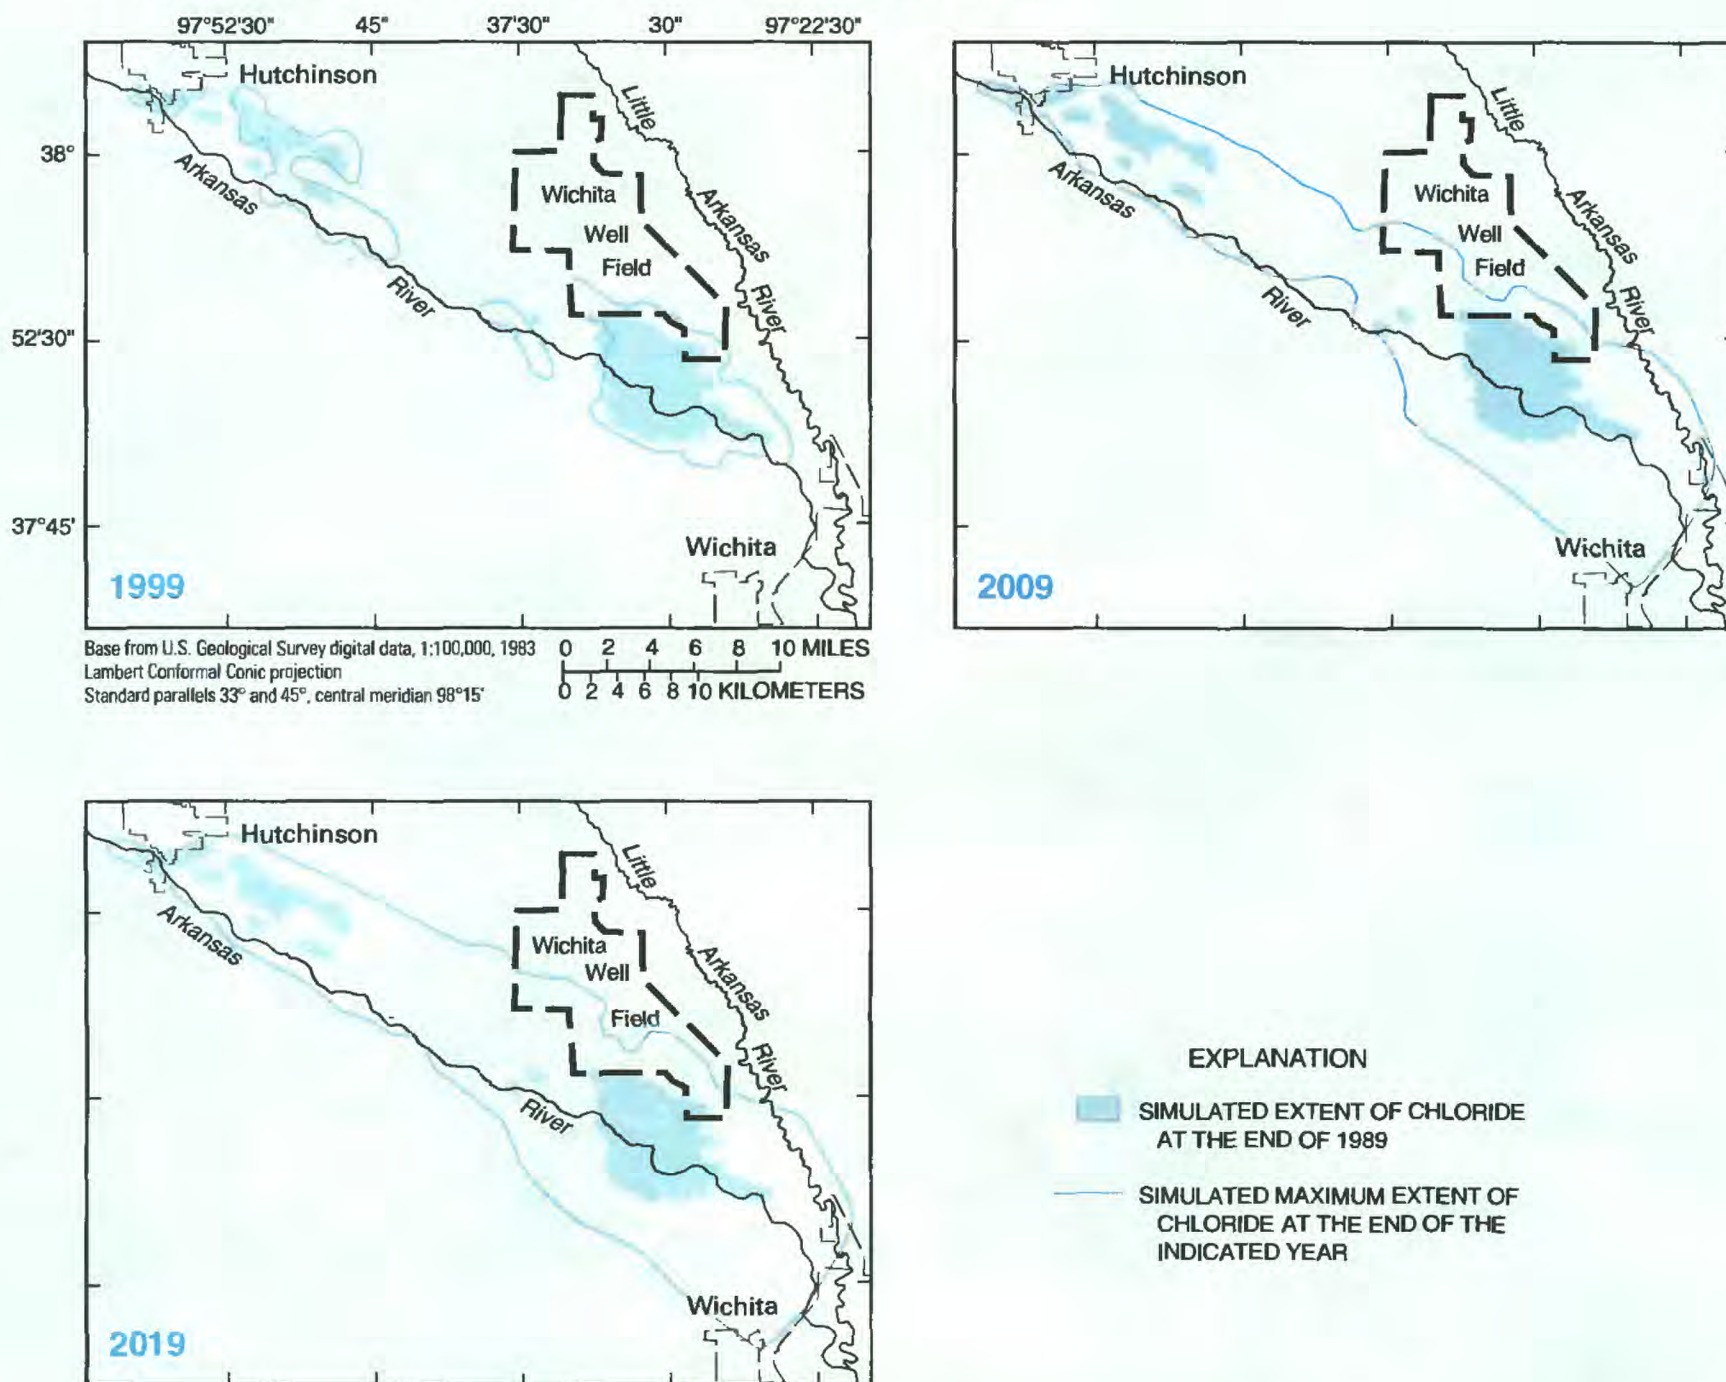 97°52'30" 45" 37'30" 30" 97°22'30"
Hutchinson
Little
38°
Arkansas
Wichita
Arkansas
Well
Field
River
River
52'30"
37°45'
Wichita
1999
Base from U.S. Geological Survey digital data, 1:100,000, 1983
Lambert Conformal Conic projection
Standard parallels 33° and 45°, central meridian 98°15'
0 2 4 6 8 10 MILES
0 2 4 6 8 10 KILOMETERS
Hutchinson
Little
Arkansas
Wichita
Arkansas
Well
Field
River
River
Wichita
2009
Hutchinson
Little
Arkansas
Wichita
Well
Arkansas
Field
River
River
Wichita
2019
EXPLANATION
SIMULATED EXTENT OF CHLORIDE
AT THE END OF 1989
SIMULATED MAXIMUM EXTENT OF
CHLORIDE AT THE END OF THE
INDICATED YEAR